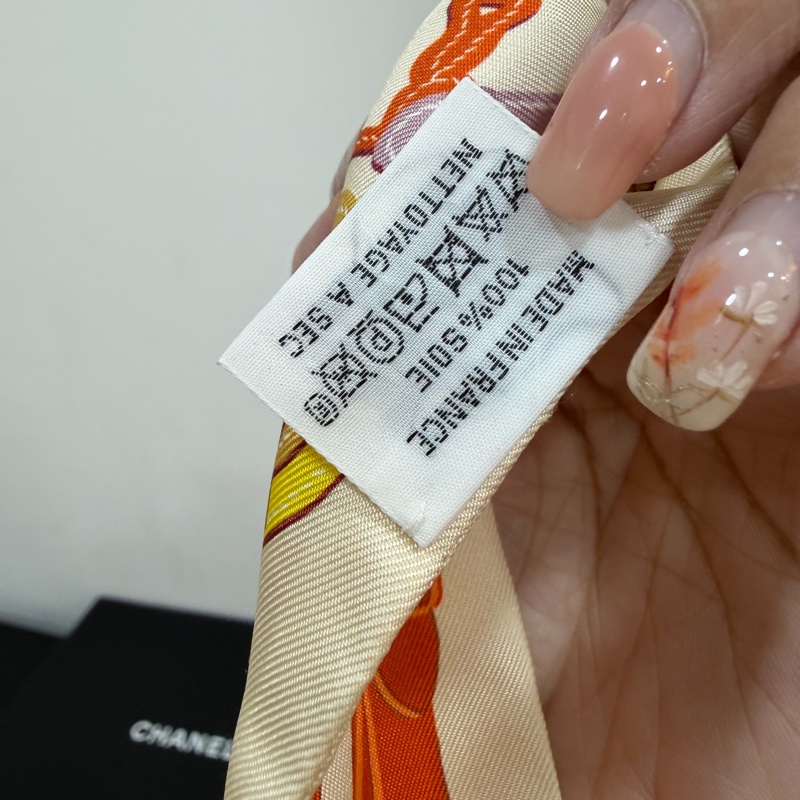 MADE IN FRANCE
100% SOIE
NETTOYAGE A SEC
CHANEL